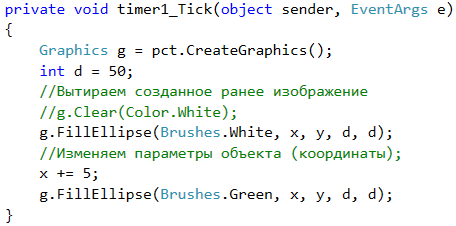 private void timer1_Tick(object sender, EventArgs e)
{
Graphics g = pct.CreateGraphics();
int d = 50;
//Вытираем созданное ранее изображение
//g.Clear(Color.White);
g.FillEllipse(Brushes.White, x, y, d, d);
//Изменяем параметры объекта (координаты);
x += 5;
g.FillEllipse(Brushes.Green, x, y, d, d);
}